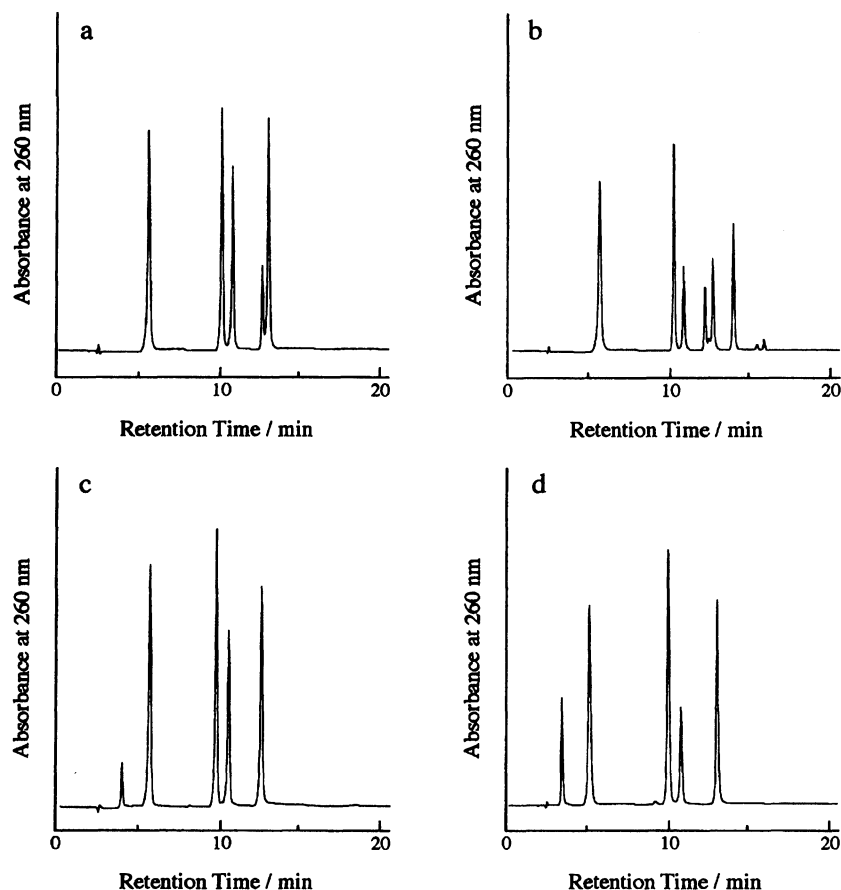 a
Absorbance at 260 nm
0 10 20
Retention Time / min
b
Absorbance at 260 nm
0 10 20
Retention Time / min
c
Absorbance at 260 nm
0 10 20
Retention Time / min
d
Absorbance at 260 nm
0 10 20
Retention Time / min